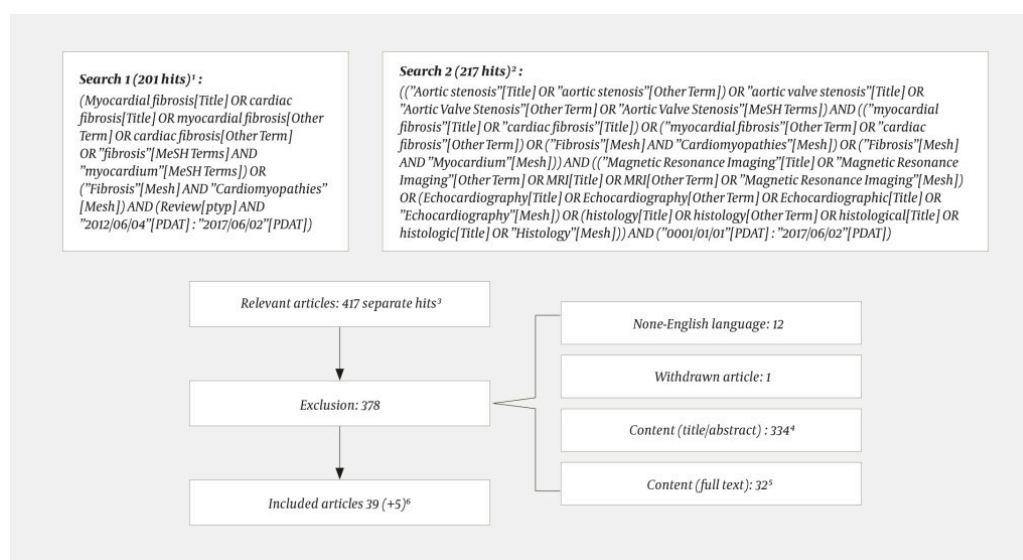 Search 1 (201 hits)¹ :
(Myocardial fibrosis[Title] OR cardiac
fibrosis[Title] OR myocardial fibrosis[Other
Term] OR cardiac fibrosis[Other Term]
OR "fibrosis"[MeSH Terms] AND
"myocardium"[MeSH Terms]) OR
("Fibrosis"[Mesh] AND "Cardiomyopathies"
[Mesh]) AND (Review[ptyp] AND
"2012/06/04"[PDAT] : "2017/06/02"[PDAT])
Search 2 (217 hits)² :
(("Aortic stenosis"[Title] OR "aortic stenosis"[Other Term]) OR "aortic valve stenosis"[Title] OR
"Aortic Valve Stenosis"[Other Term] OR "Aortic Valve Stenosis"[MeSH Terms]) AND (("myocardial
fibrosis"[Title] OR "cardiac fibrosis"[Title]) OR ("myocardial fibrosis"[Other Term] OR "cardiac
fibrosis"[Other Term]) OR ("Fibrosis"[Mesh] AND "Cardiomyopathies"[Mesh]) OR ("Fibrosis"[Mesh]
AND "Myocardium"[Mesh])) AND (("Magnetic Resonance Imaging"[Title] OR "Magnetic Resonance
Imaging"[Other Term] OR MRI[Title] OR MRI[Other Term] OR "Magnetic Resonance Imaging"[Mesh])
OR (Echocardiography[Title] OR Echocardiography[Other Term] OR Echocardiographic[Title] OR
"Echocardiography"[Mesh]) OR (histology[Title] OR histology[Other Term] OR histological[Title] OR
histologic[Title] OR "Histology"[Mesh])) AND ("0001/01/01"[PDAT] : "2017/06/02"[PDAT])
Relevant articles: 417 separate hits³
Exclusion: 378
Included articles 39 (+5)⁶
None-English language: 12
Withdrawn article: 1
Content (title/abstract) : 334⁴
Content (full text): 32⁵